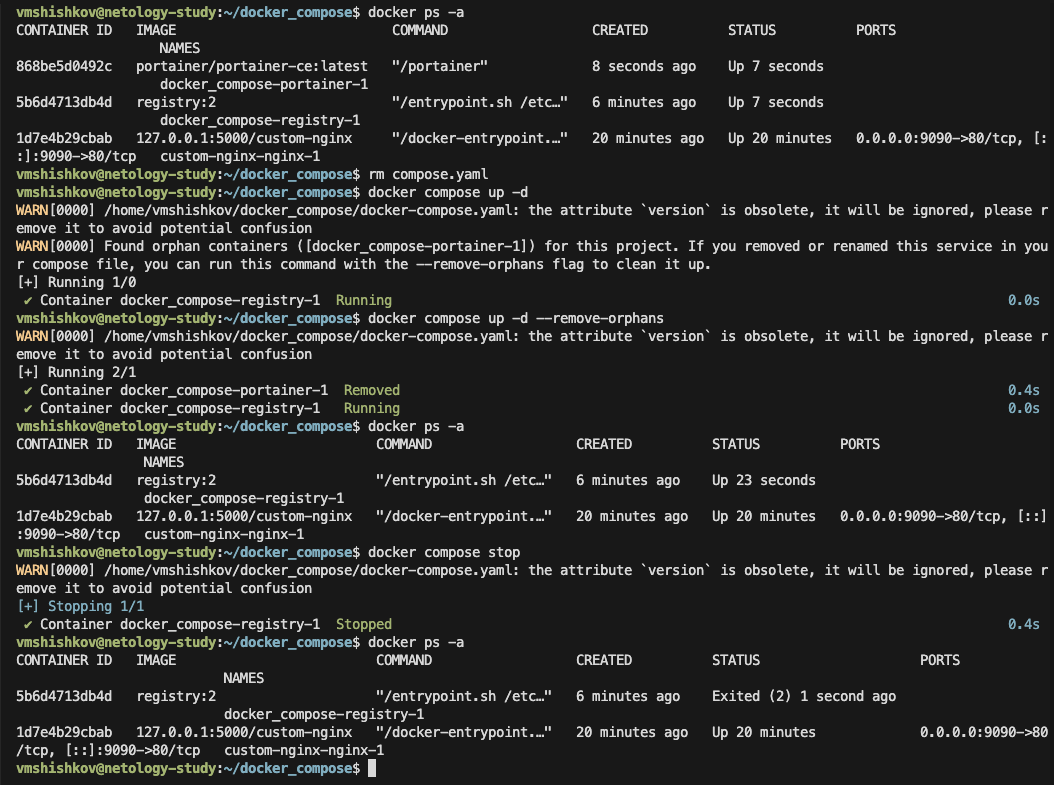 vmshishkov@netology-study:~/docker_compose$ docker ps -a
CONTAINER ID   IMAGE                           COMMAND                  CREATED          STATUS          PORTS
                  NAMES
868be5d0492c   portainer/portainer-ce:latest   "/portainer"             8 seconds ago    Up 7 seconds
                  docker_compose-portainer-1
5b6d4713db4d   registry:2                      "/entrypoint.sh /etc…"   6 minutes ago    Up 7 seconds
                  docker_compose-registry-1
1d7e4b29cbab   127.0.0.1:5000/custom-nginx     "/docker-entrypoint.…"   20 minutes ago   Up 20 minutes   0.0.0.0:9090->80/tcp, [:
:]:9090->80/tcp   custom-nginx-nginx-1
vmshishkov@netology-study:~/docker_compose$ rm compose.yaml
vmshishkov@netology-study:~/docker_compose$ docker compose up -d
WARN[0000] /home/vmshishkov/docker_compose/docker-compose.yaml: the attribute `version` is obsolete, it will be ignored, please r
emove it to avoid potential confusion
WARN[0000] Found orphan containers ([docker_compose-portainer-1]) for this project. If you removed or renamed this service in you
r compose file, you can run this command with the --remove-orphans flag to clean it up.
[+] Running 1/0
 ✔ Container docker_compose-registry-1  Running                                                                             0.0s
vmshishkov@netology-study:~/docker_compose$ docker compose up -d --remove-orphans
WARN[0000] /home/vmshishkov/docker_compose/docker-compose.yaml: the attribute `version` is obsolete, it will be ignored, please r
emove it to avoid potential confusion
[+] Running 2/1
 ✔ Container docker_compose-portainer-1  Removed                                                                            0.4s
 ✔ Container docker_compose-registry-1   Running                                                                            0.0s
vmshishkov@netology-study:~/docker_compose$ docker ps -a
CONTAINER ID   IMAGE                         COMMAND                  CREATED          STATUS          PORTS
                NAMES
5b6d4713db4d   registry:2                    "/entrypoint.sh /etc…"   6 minutes ago    Up 23 seconds
                docker_compose-registry-1
1d7e4b29cbab   127.0.0.1:5000/custom-nginx   "/docker-entrypoint.…"   20 minutes ago   Up 20 minutes   0.0.0.0:9090->80/tcp, [::]
:9090->80/tcp   custom-nginx-nginx-1
vmshishkov@netology-study:~/docker_compose$ docker compose stop
WARN[0000] /home/vmshishkov/docker_compose/docker-compose.yaml: the attribute `version` is obsolete, it will be ignored, please r
emove it to avoid potential confusion
[+] Stopping 1/1
 ✔ Container docker_compose-registry-1  Stopped                                                                             0.4s
vmshishkov@netology-study:~/docker_compose$ docker ps -a
CONTAINER ID   IMAGE                         COMMAND                  CREATED          STATUS                    PORTS
                          NAMES
5b6d4713db4d   registry:2                    "/entrypoint.sh /etc…"   6 minutes ago    Exited (2) 1 second ago
                          docker_compose-registry-1
1d7e4b29cbab   127.0.0.1:5000/custom-nginx   "/docker-entrypoint.…"   20 minutes ago   Up 20 minutes             0.0.0.0:9090->80
/tcp, [::]:9090->80/tcp   custom-nginx-nginx-1
vmshishkov@netology-study:~/docker_compose$